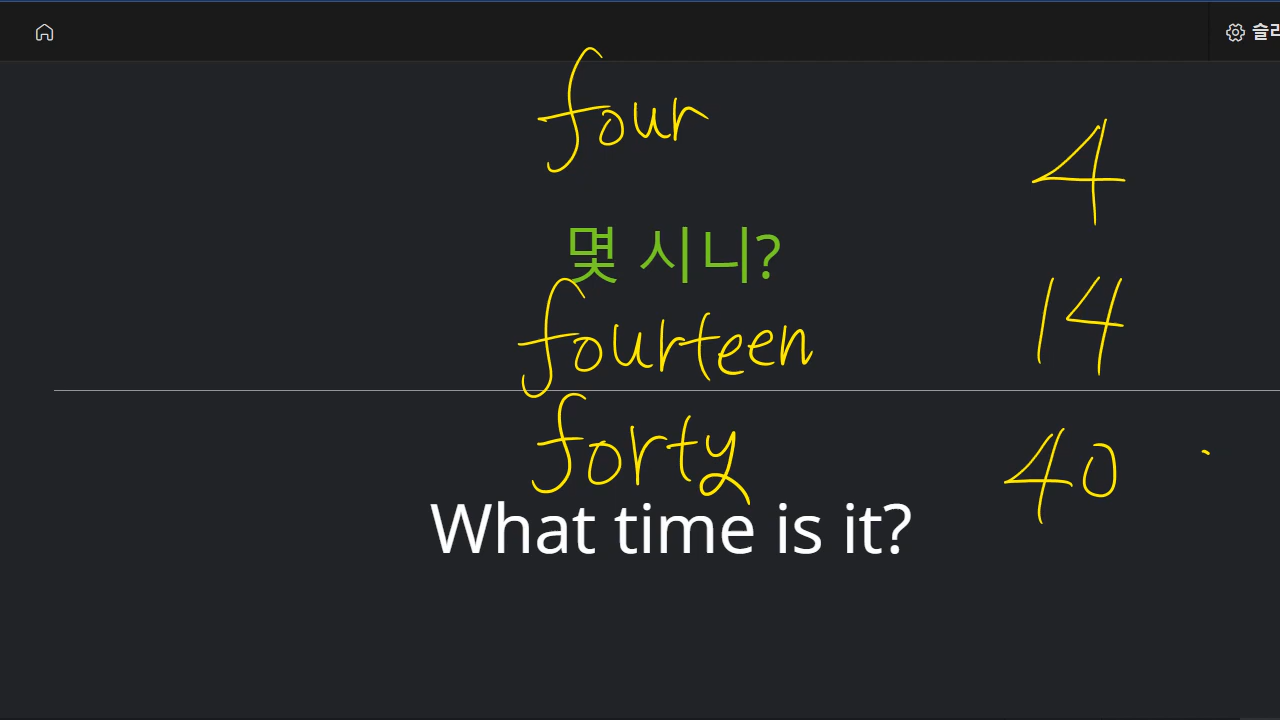 four
4
몇 시니?
fourteen
14
forty
40
What time is it?